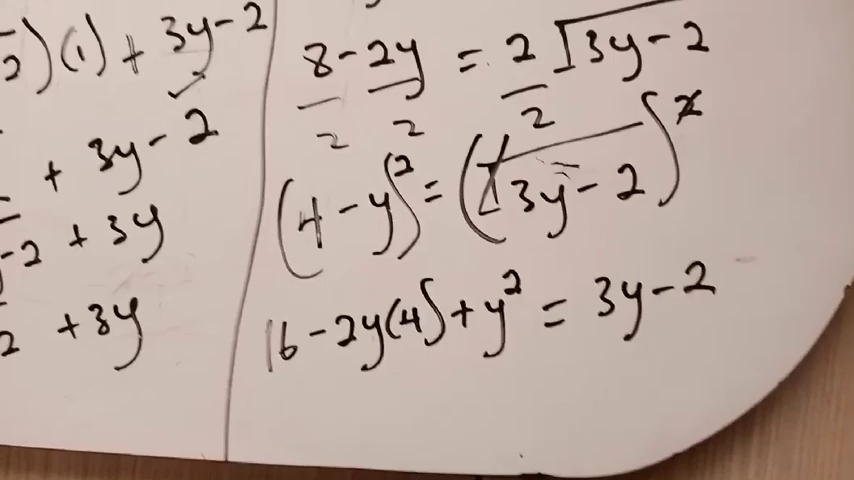 2)(1) + 3y-2
+ 3y-2
-2 + 3y
2 + 3y
8-2y = 2√3y-2
2 2 2
(4-y)² = (√3y-2)²
16-2y(4)+y² = 3y-2